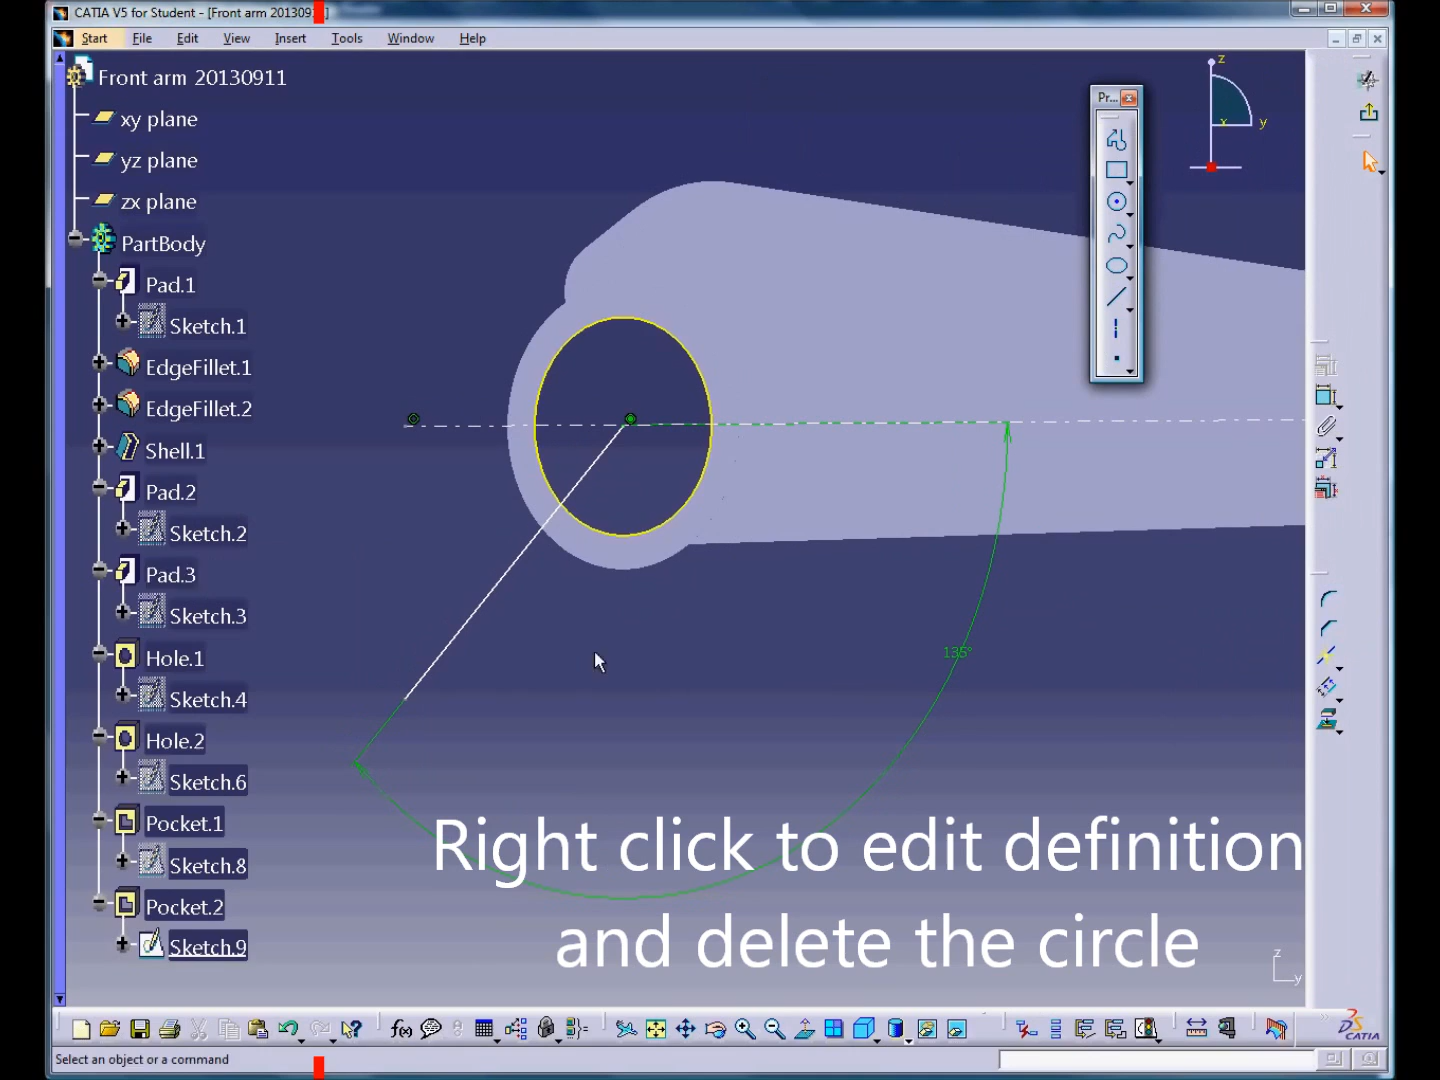 CATIA V5 for Student - [Front arm 2013091
Start File Edit View Insert Tools Window Help
Front arm 20130911
xy plane
yz plane
zx plane
PartBody
Pad.1
Sketch.1
EdgeFillet.1
EdgeFillet.2
Shell.1
Pad.2
Sketch.2
Pad.3
Sketch.3
Hole.1
Sketch.4
Hole.2
Sketch.6
Pocket.1
Sketch.8
Pocket.2
Sketch.9
Pr...
z
x
y
135°
Right click to edit definition
and delete the circle
z
y
f(x)
CATIA
Select an object or a command